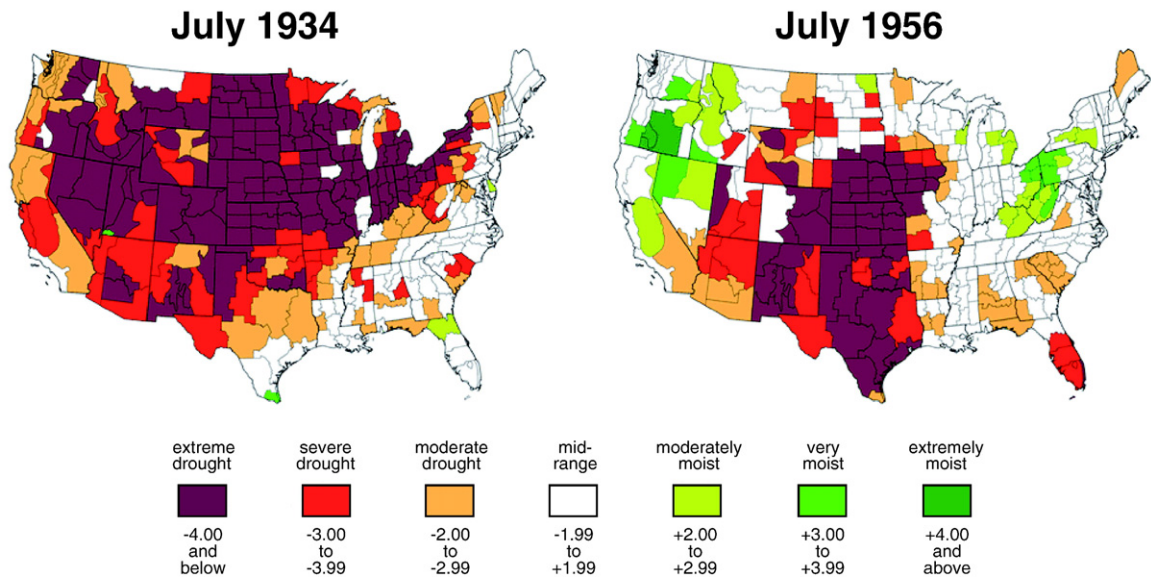 July 1934
July 1956
extreme
drought
severe
drought
moderate
drought
mid-
range
moderately
moist
very
moist
extremely
moist
-4.00
and
below
-3.00
to
-3.99
-2.00
to
-2.99
-1.99
to
+1.99
+2.00
to
+2.99
+3.00
to
+3.99
+4.00
and
above